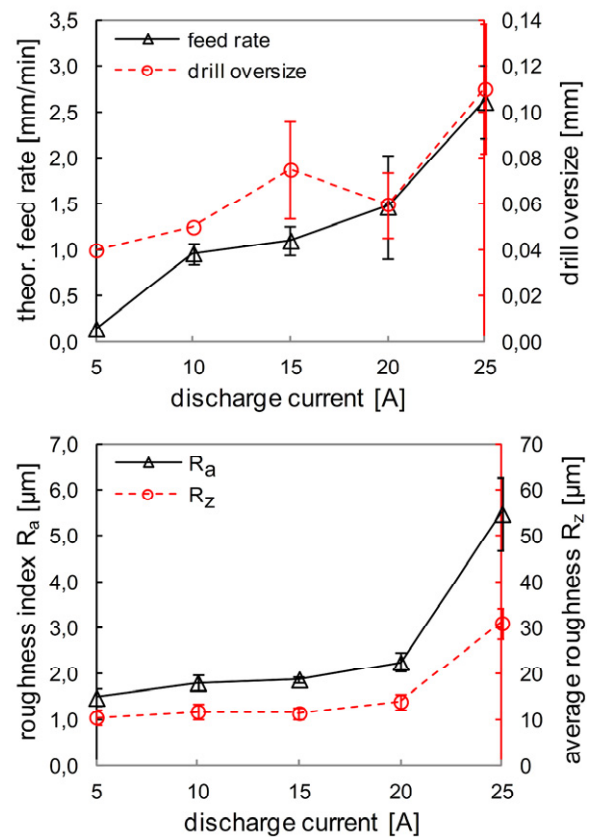 theor. feed rate [mm/min]
3,5
3,0
2,5
2,0
1,5
1,0
0,5
0,0
feed rate
drill oversize
0,14
0,12
0,10
0,08
0,06
0,04
0,02
0,00
drill oversize [mm]
5 10 15 20 25
discharge current [A]
roughness index Ra [µm]
7,0
6,0
5,0
4,0
3,0
2,0
1,0
0,0
Ra
Rz
70
60
50
40
30
20
10
0
average roughness Rz [µm]
5 10 15 20 25
discharge current [A]